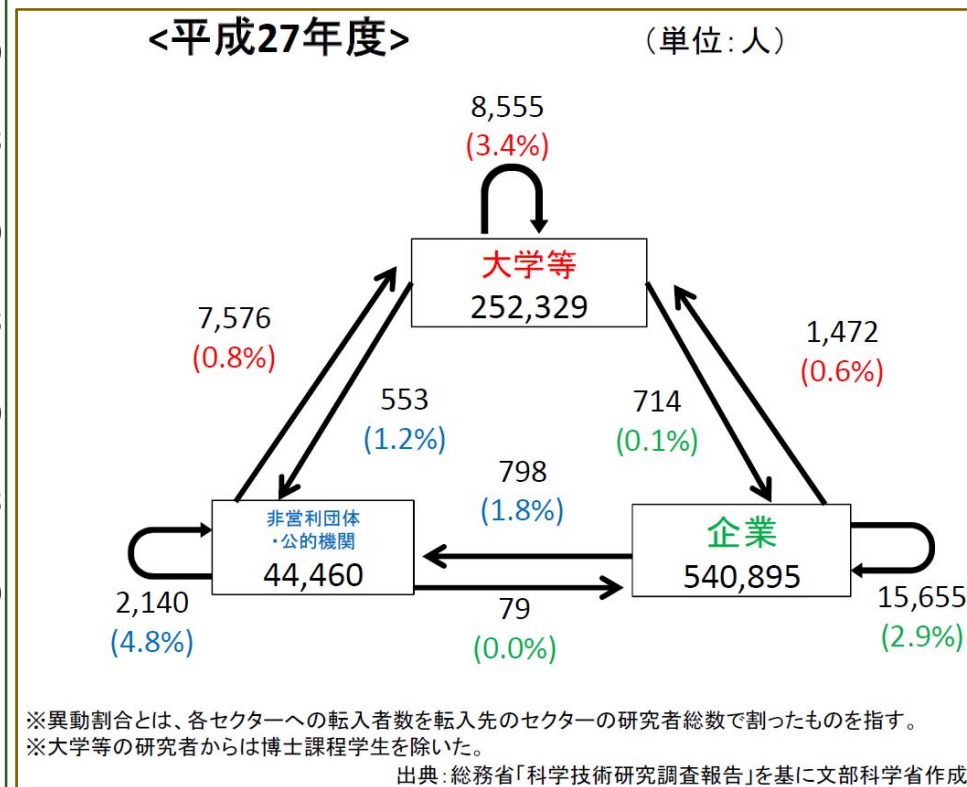 <平成27年度>
（単位：人）
8,555
(3.4%)
大学等
252,329
7,576
(0.8%)
1,472
(0.6%)
553
(1.2%)
714
(0.1%)
798
(1.8%)
非営利団体
・公的機関
44,460
企業
540,895
2,140
(4.8%)
79
(0.0%)
15,655
(2.9%)
※異動割合とは、各セクターへの転入者数を転入先のセクターの研究者総数で割ったものを指す。
※大学等の研究者からは博士課程学生を除いた。
出典：総務省「科学技術研究調査報告」を基に文部科学省作成